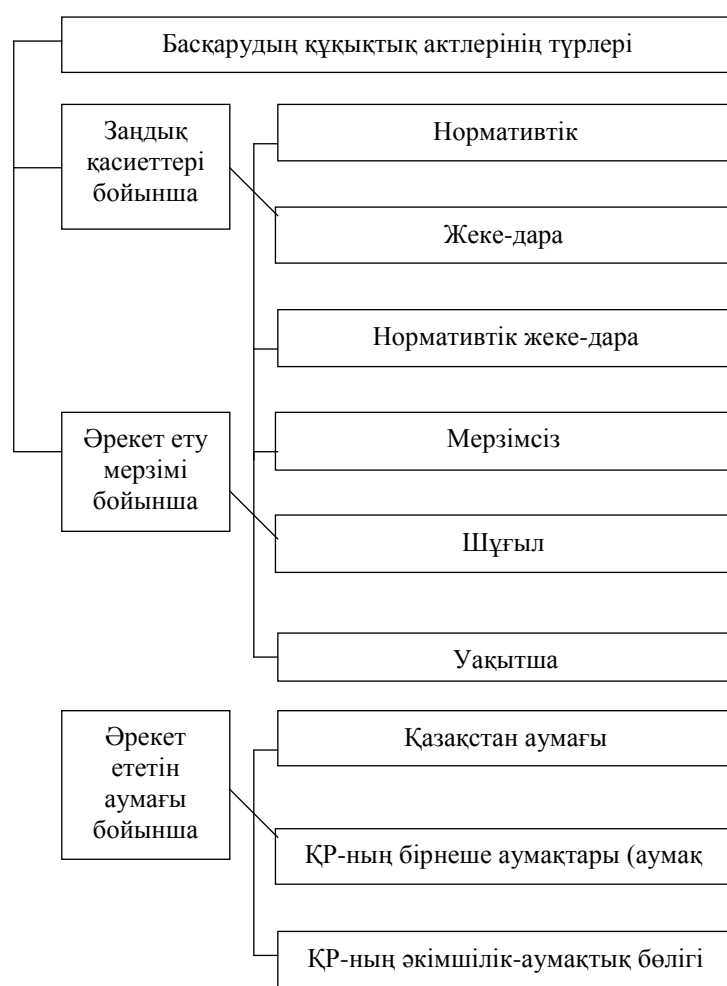 Басқарудың құқықтық актлерінің түрлері
Заңдық
қасиеттері
бойынша
Нормативтік
Жеке-дара
Нормативтік жеке-дара
Әрекет ету
мерзімі
бойынша
Мерзімсіз
Шұғыл
Уақытша
Әрекет
ететін
аумағы
бойынша
Қазақстан аумағы
ҚР-ның бірнеше аумақтары (аумақ
ҚР-ның әкімшілік-аумақтық бөлігі